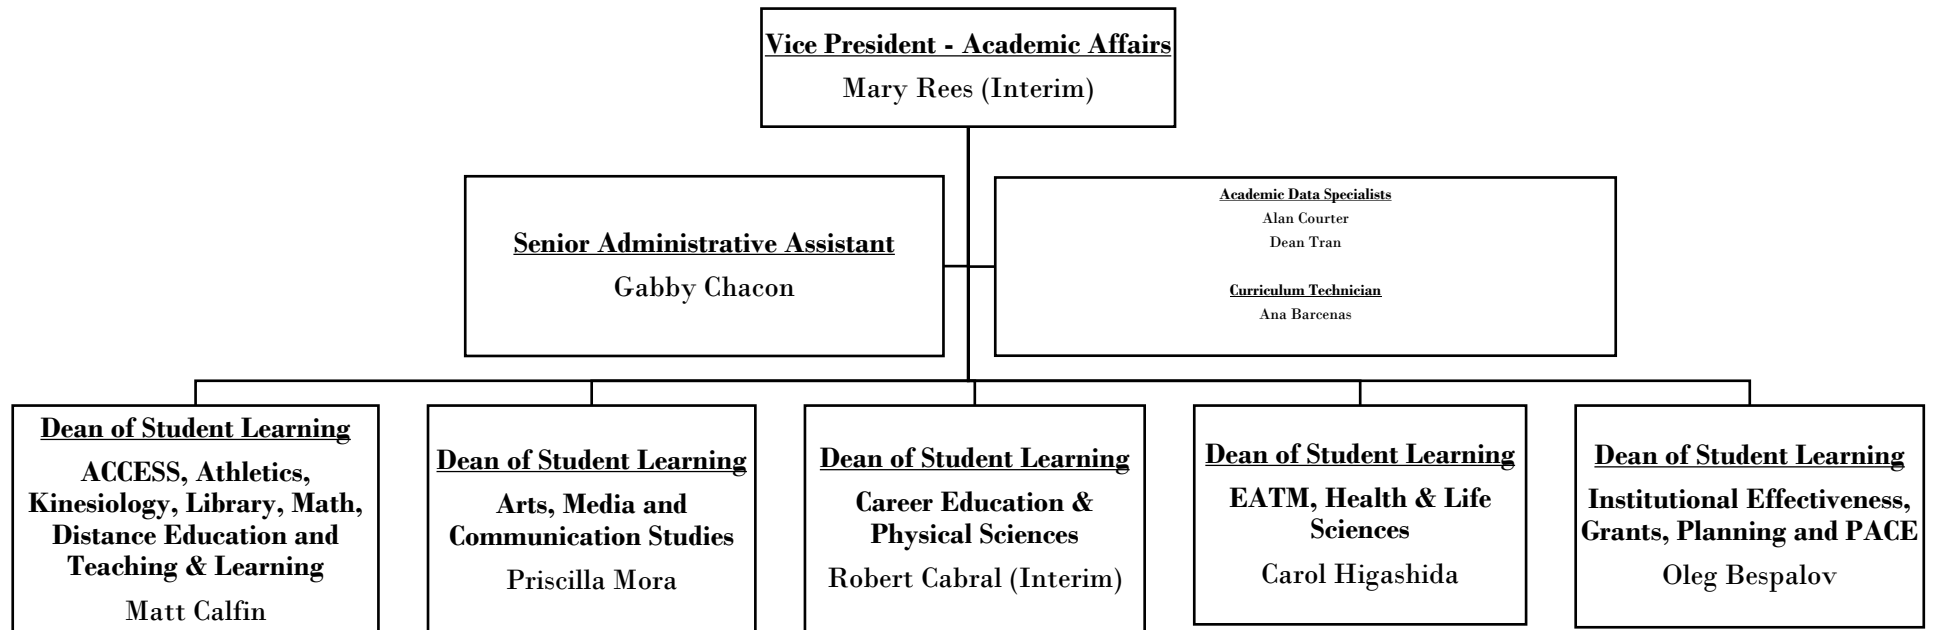 Vice President - Academic Affairs
Mary Rees (Interim)
Senior Administrative Assistant
Gabby Chacon
Academic Data Specialists
Alan Courter
Dean Tran
Curriculum Technician
Ana Barcenas
Dean of Student Learning
ACCESS, Athletics,
Kinesiology, Library, Math,
Distance Education and
Teaching & Learning
Matt Calfin
Dean of Student Learning
Arts, Media and
Communication Studies
Priscilla Mora
Dean of Student Learning
Career Education &
Physical Sciences
Robert Cabral (Interim)
Dean of Student Learning
EATM, Health & Life
Sciences
Carol Higashida
Dean of Student Learning
Institutional Effectiveness,
Grants, Planning and PACE
Oleg Bespalov